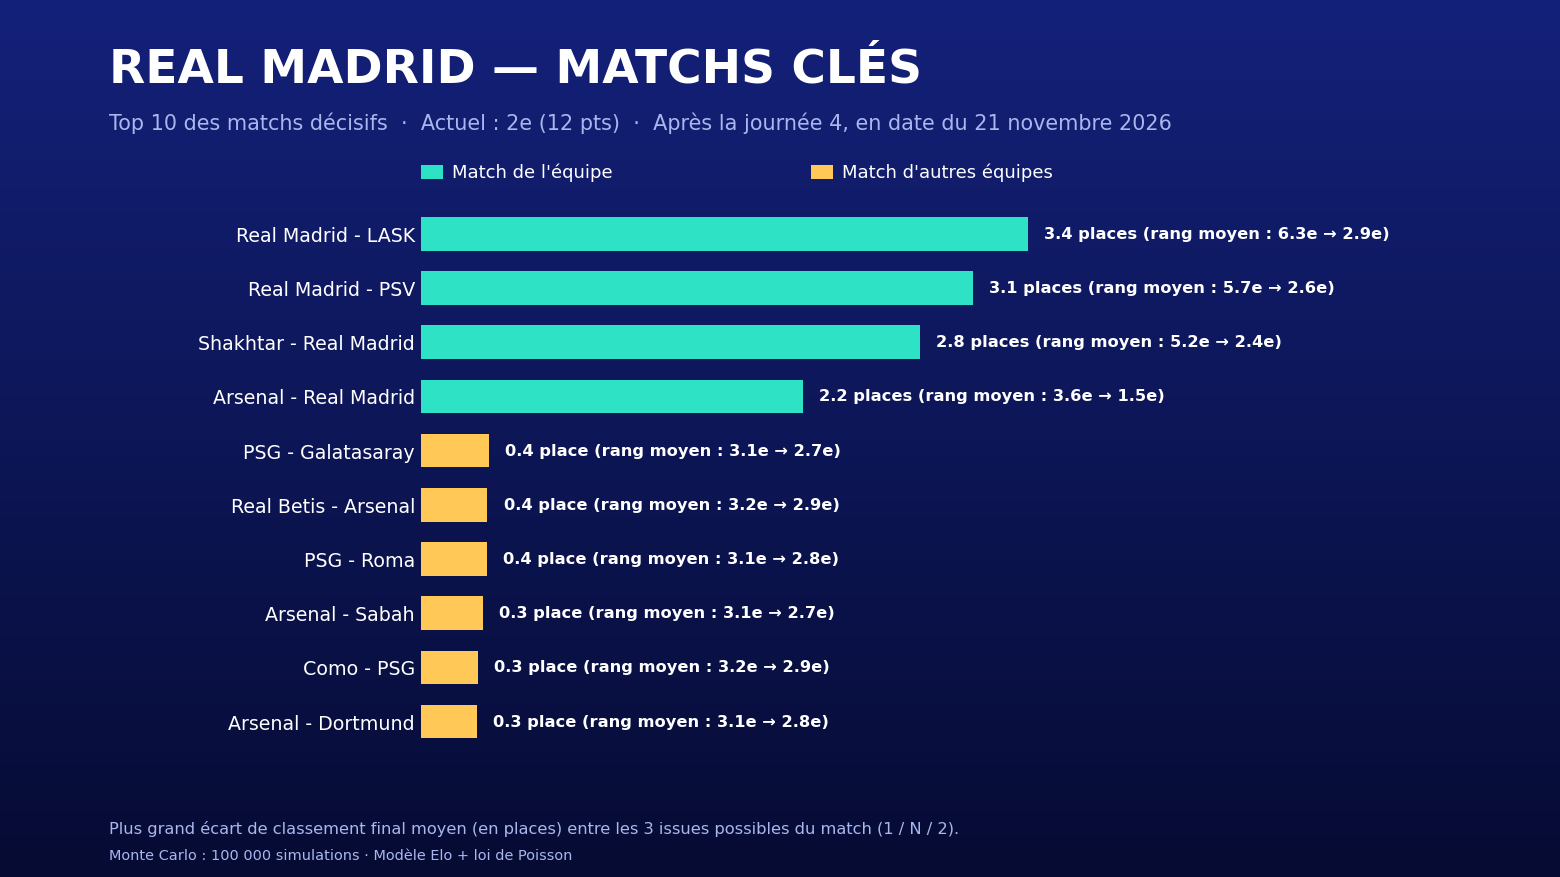 REAL MADRID — MATCHS CLÉS
Top 10 des matchs décisifs · Actuel : 2e (12 pts) · Après la journée 4, en date du 21 novembre 2026
Match de l'équipe
Match d'autres équipes
Real Madrid - LASK 3.4 places (rang moyen : 6.3e → 2.9e)
Real Madrid - PSV 3.1 places (rang moyen : 5.7e → 2.6e)
Shakhtar - Real Madrid 2.8 places (rang moyen : 5.2e → 2.4e)
Arsenal - Real Madrid 2.2 places (rang moyen : 3.6e → 1.5e)
PSG - Galatasaray 0.4 place (rang moyen : 3.1e → 2.7e)
Real Betis - Arsenal 0.4 place (rang moyen : 3.2e → 2.9e)
PSG - Roma 0.4 place (rang moyen : 3.1e → 2.8e)
Arsenal - Sabah 0.3 place (rang moyen : 3.1e → 2.7e)
Como - PSG 0.3 place (rang moyen : 3.2e → 2.9e)
Arsenal - Dortmund 0.3 place (rang moyen : 3.1e → 2.8e)
Plus grand écart de classement final moyen (en places) entre les 3 issues possibles du match (1 / N / 2).
Monte Carlo : 100 000 simulations · Modèle Elo + loi de Poisson